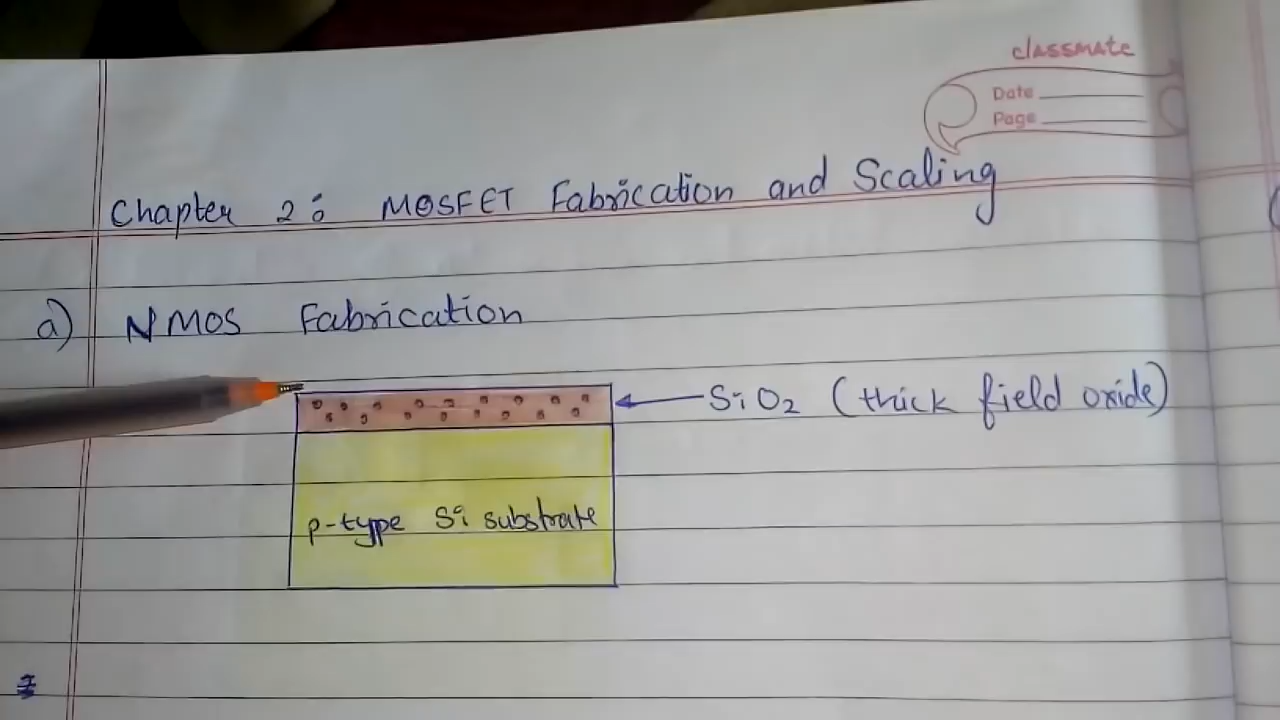 classmate
Date
Page
Chapter 2: MOSFET Fabrication and Scaling
a) NMOS Fabrication
SiO2 (thick field oxide)
p-type Si substrate